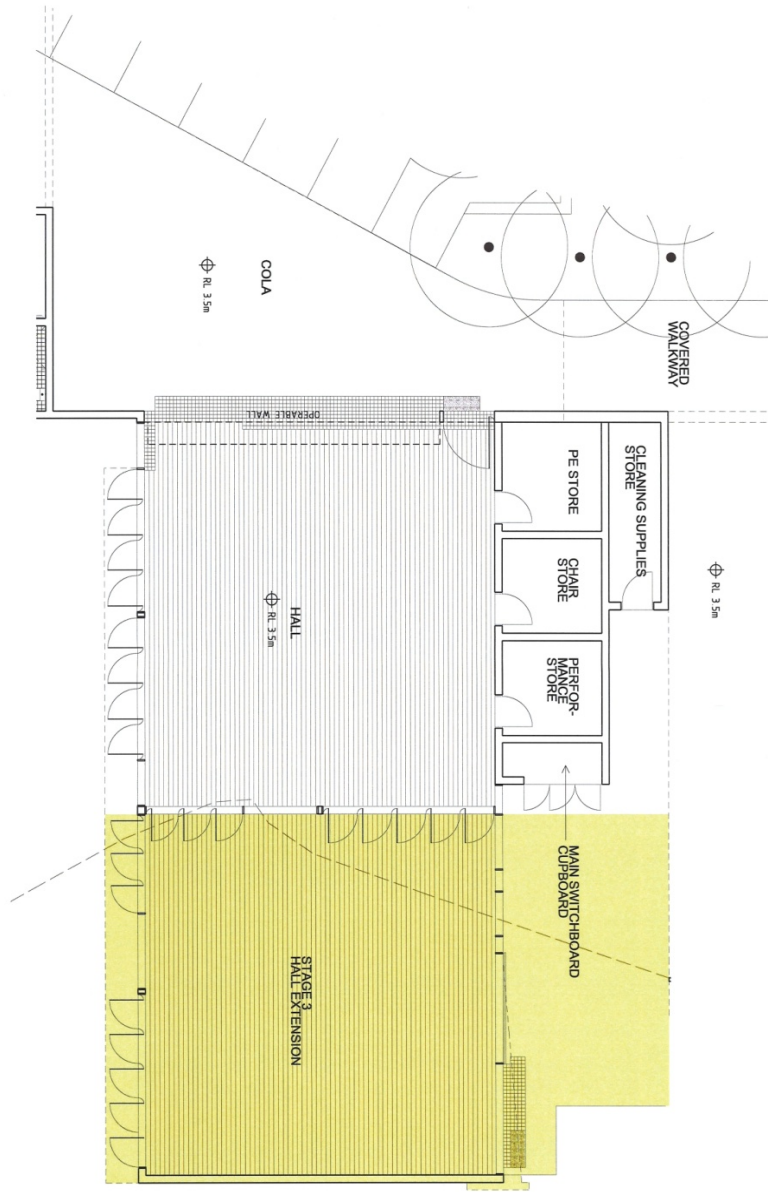 COLA
RL 3.5m
COVERED
WALKWAY
OPERABLE WALL
CLEANING SUPPLIES
STORE
PE STORE
CHAIR
STORE
RL 3.5m
HALL
RL 3.5m
PERFOR-
MANCE
STORE
MAIN SWITCHBOARD
CUPBOARD
STAGE 3
HALL EXTENSION